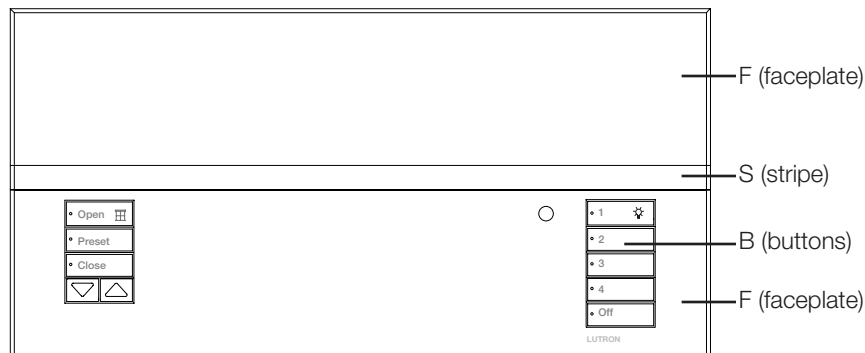 F (faceplate)
S (stripe)
Open
Preset
Close
1
2
3
4
Off
B (buttons)
F (faceplate)
LUTRON